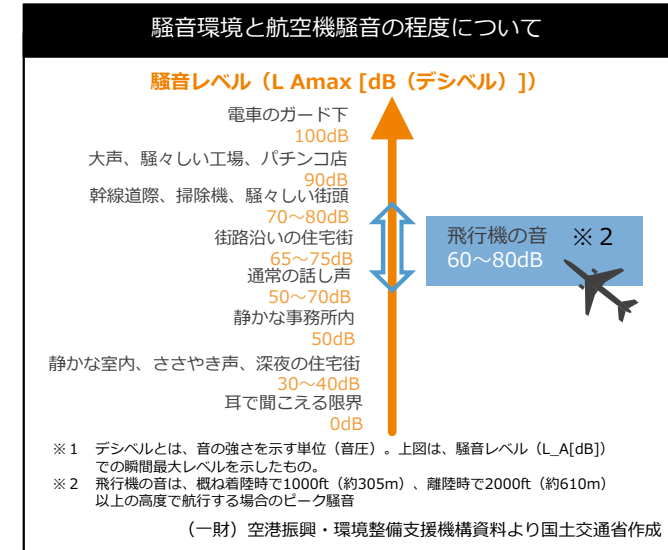 騒音環境と航空機騒音の程度について
騒音レベル（L Amax [dB（デシベル）]）
電車のガード下
100dB
大声、騒々しい工場、パチンコ店
90dB
幹線道際、掃除機、騒々しい街頭
70～80dB
街路沿いの住宅街
65～75dB
通常の話し声
50～70dB
静かな事務所内
50dB
静かな室内、ささやき声、深夜の住宅街
30～40dB
耳で聞こえる限界
0dB
飛行機の音 ※２
60～80dB
※１ デシベルとは、音の強さを示す単位（音圧）。上図は、騒音レベル（L_A[dB]）
での瞬間最大レベルを示したもの。
※２ 飛行機の音は、概ね着陸時で1000ft（約305m）、離陸時で2000ft（約610m）
以上の高度で航行する場合のピーク騒音
（一財）空港振興・環境整備支援機構資料より国土交通省作成